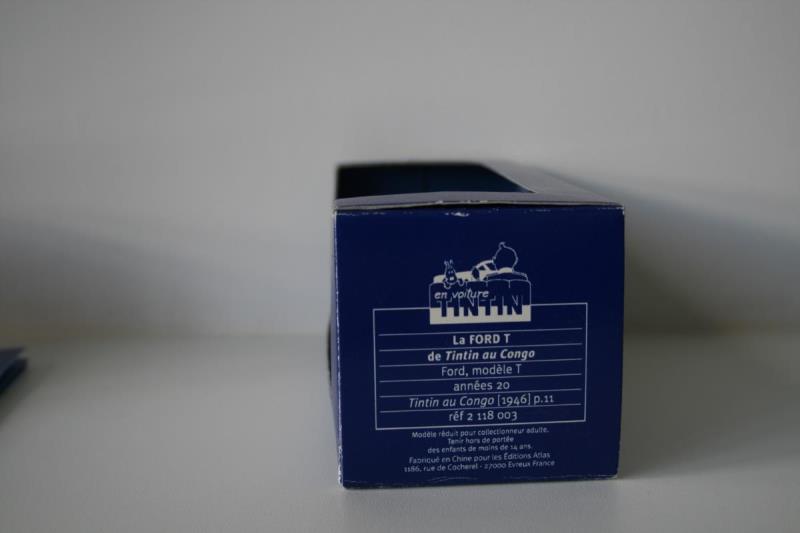 en voiture
TINTIN
La FORD T
de Tintin au Congo
Ford, modèle T
années 20
Tintin au Congo [1946] p.11
réf 2 118 003
Modèle réduit pour collectionneur adulte.
Tenir hors de portée
des enfants de moins de 14 ans.
Fabriqué en Chine pour les Éditions Atlas
1186, rue de Cocherel - 27000 Evreux France